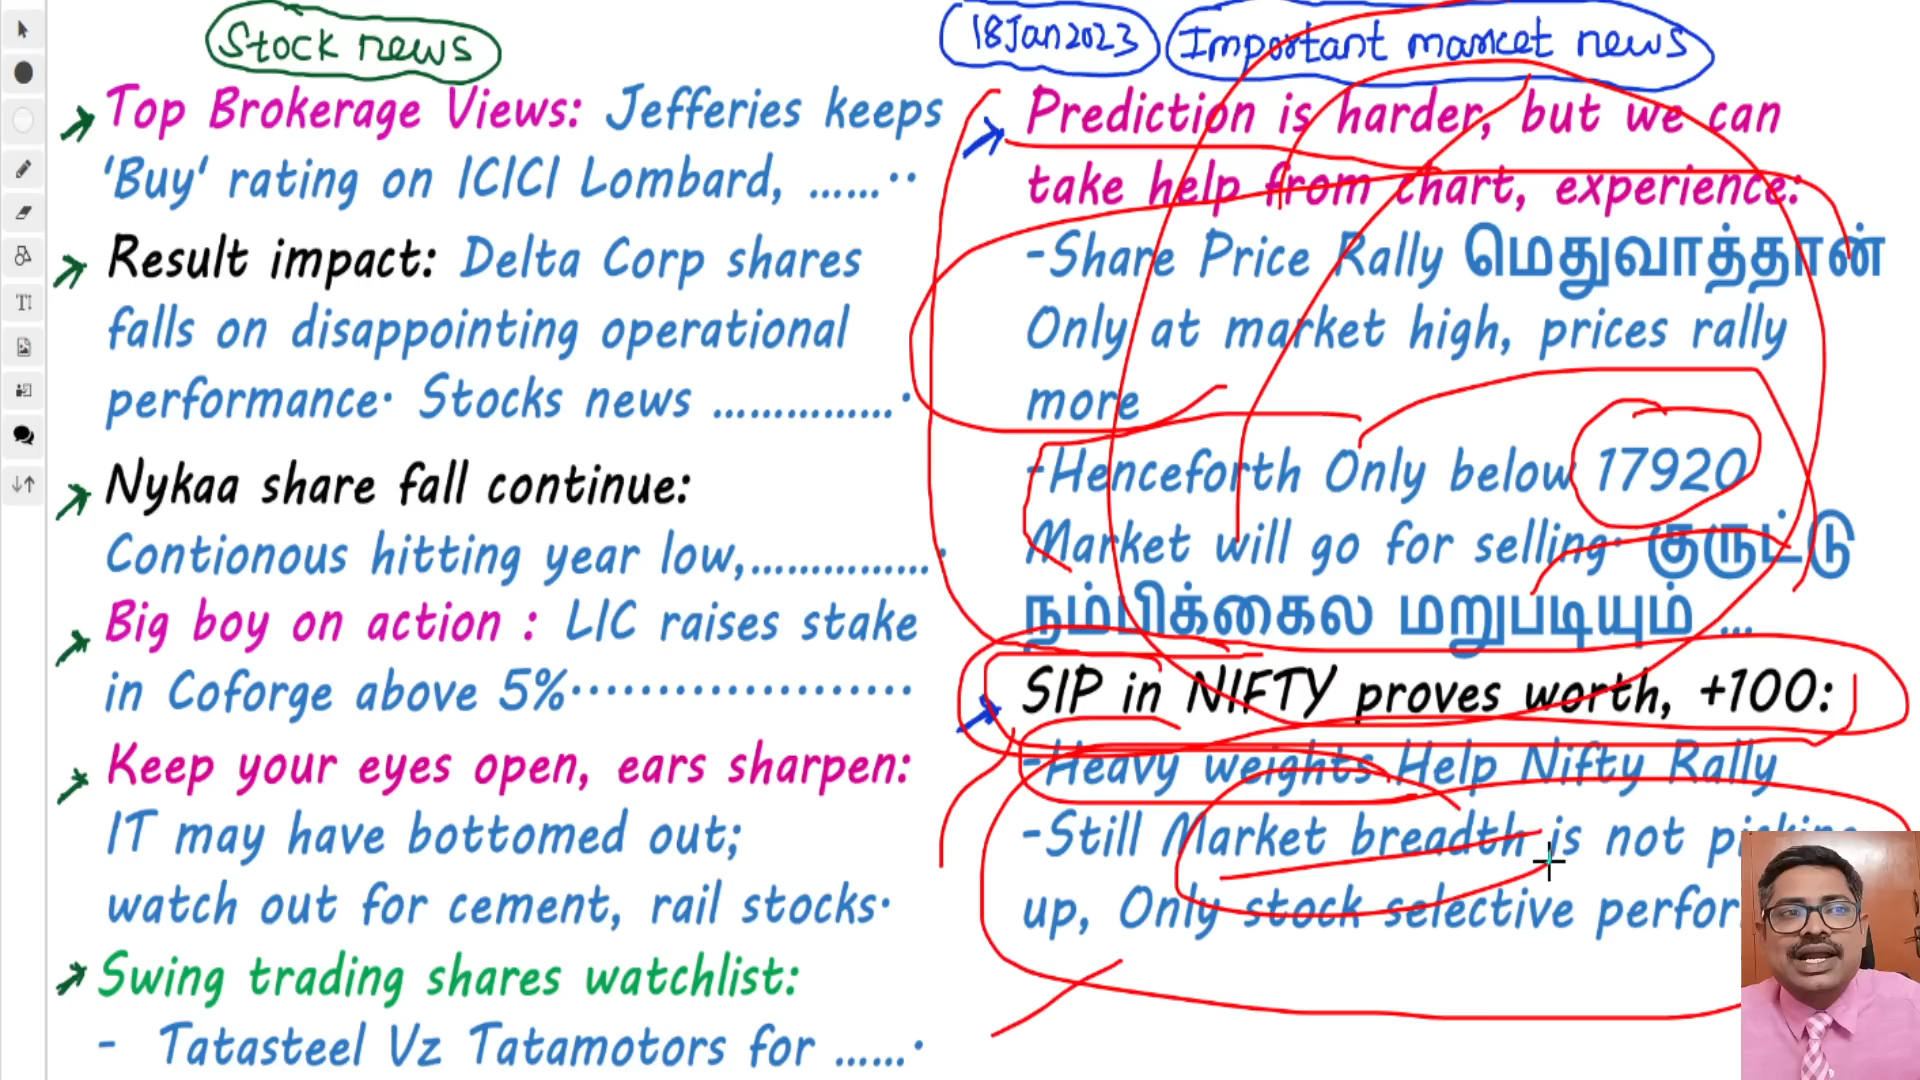 Stock news
Top Brokerage Views: Jefferies keeps
'Buy' rating on ICICI Lombard, ........
Result impact: Delta Corp shares
falls on disappointing operational
performance. Stocks news .................
Nykaa share fall continue:
Contionous hitting year low,................
Big boy on action : LIC raises stake
in Coforge above 5%.....................
Keep your eyes open, ears sharpen:
IT may have bottomed out;
watch out for cement, rail stocks.
Swing trading shares watchlist:
- Tatasteel Vz Tatamotors for .......
18Jan2023
Important market news
Prediction is harder, but we can
take help from chart, experience:
-Share Price Rally மெதுவாத்தான்
Only at market high, prices rally
more
-Henceforth Only below 17920
Market will go for selling. குருட்டு
நம்பிக்கைல மறுபடியும் ...
SIP in NIFTY proves worth, +100:
-Heavy weights Help Nifty Rally
-Still Market breadth is not
up, Only stock selective